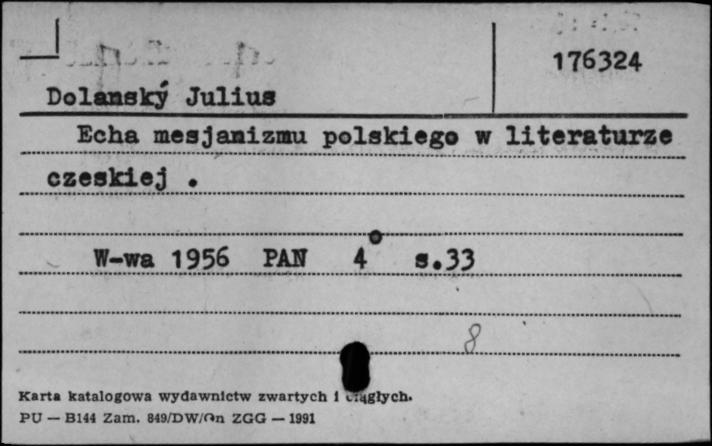 176324
Dolanský Julius
Echa mesjanizmu polskiego w literaturze
czeskiej .
W-wa 1956 PAN 4° s.33
8
Karta katalogowa wydawnictw zwartych i ciągłych.
PU — B144 Zam. 849/DW/On ZGG — 1991